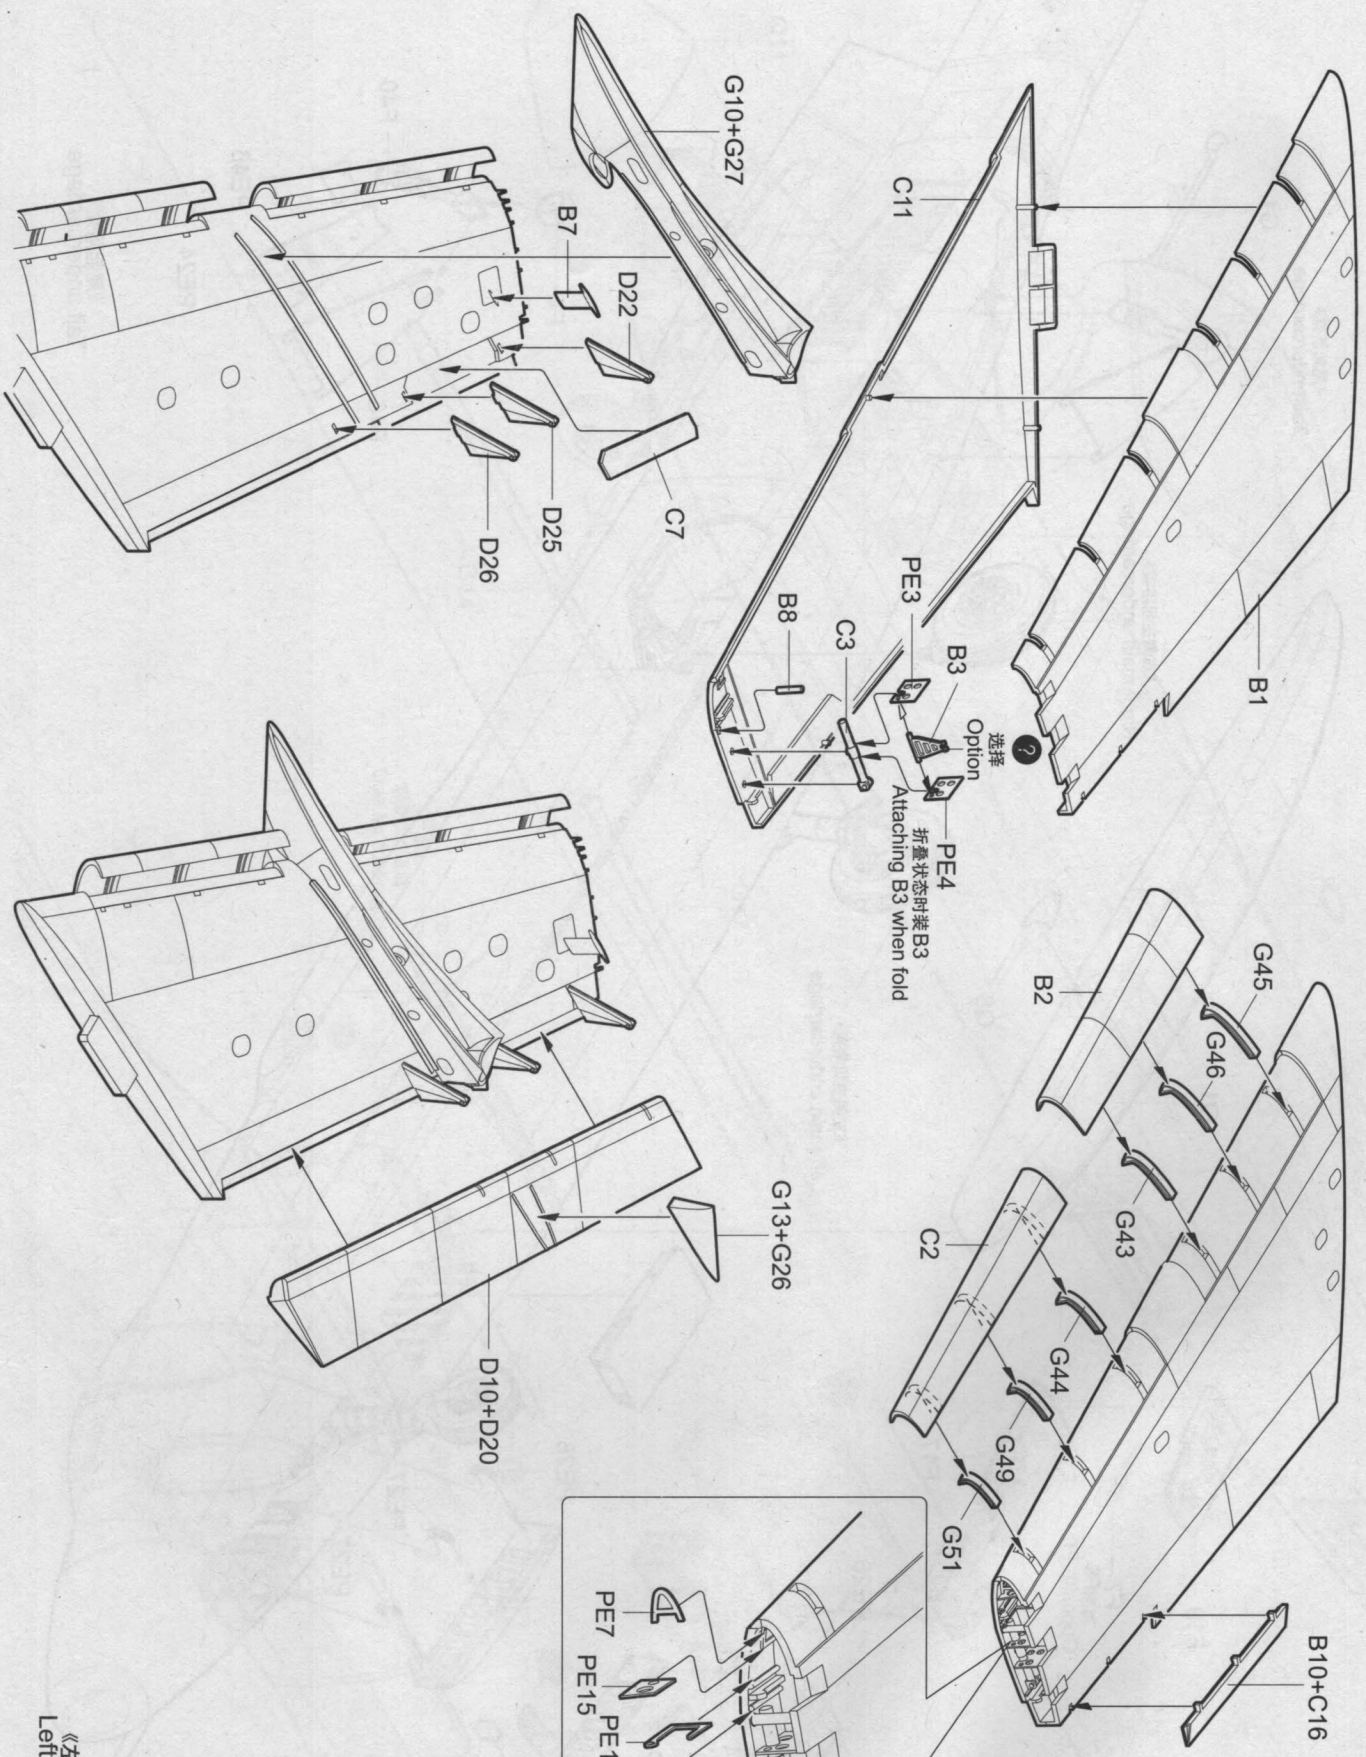 B1
C11
G10+G27
B7
D22
C7
D25
D26
B8
C3
PE3
B3
选择
Option
?
PE4
折叠状态时装B3
Attaching B3 when fold
G45
G46
G43
B2
G44
G49
G51
C2
B10+C16
G13+G26
D10+D20
PE7
PE15
Left